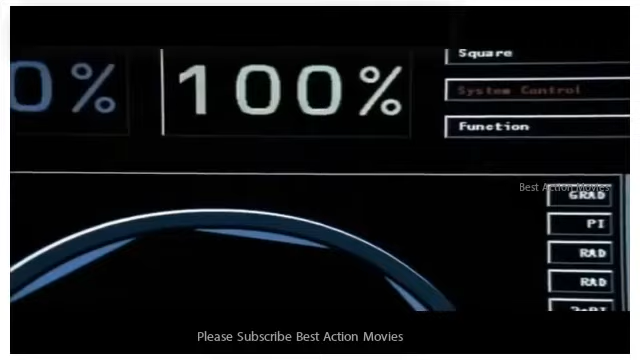 0% 100%
Square
System Control
Function
Best Action Movies
GRAD
PI
RAD
RAD
Please Subscribe Best Action Movies